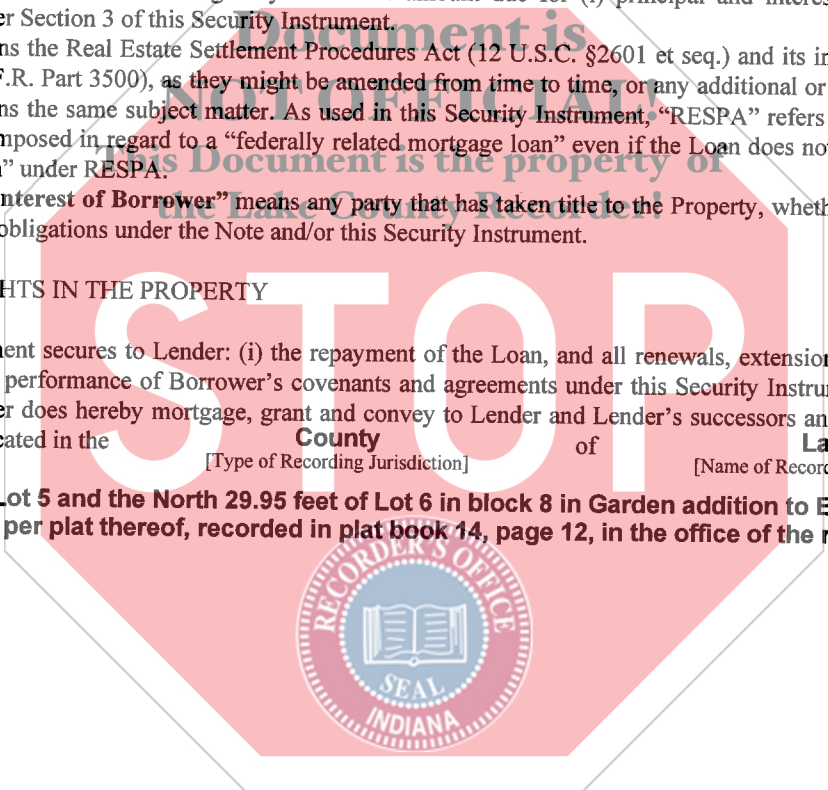 er Section 3 of this Security Instrument.
Document is
ns the Real Estate Settlement Procedures Act (12 U.S.C. §2601 et seq.) and its
F.R. Part 3500), as they might be amended from time to time, or any additional or
NOT OFFICIAL!
ns the same subject matter. As used in this Security Instrument, “RESPA” refers
mposed in regard to a “federally related mortgage loan” even if the Loan does
” under RESPA.
This Document is the property of
nterest of Borrower” means any party that has taken title to the Property,
the Lake County Recorder!
obligations under the Note and/or this Security Instrument.
HTS IN THE PROPERTY
STOP
ent secures to Lender: (i) the repayment of the Loan, and all renewals,
performance of Borrower’s covenants and agreements under this Security
er does hereby mortgage, grant and convey to Lender and Lender’s successors
cated in the County of La
[Type of Recording Jurisdiction] [Name of
Lot 5 and the North 29.95 feet of Lot 6 in block 8 in Garden addition to
per plat thereof, recorded in plat book 14, page 12, in the office of the
RECORDER'S OFFICE
SEAL
INDIANA